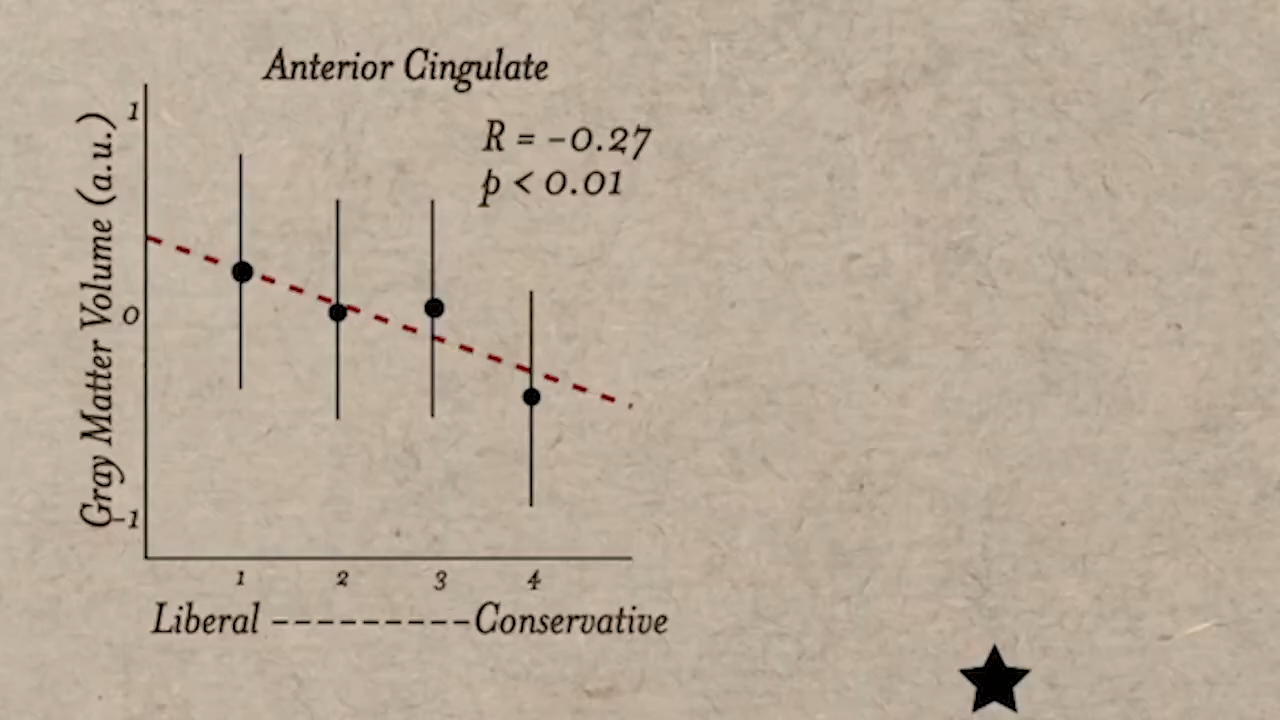 Anterior Cingulate
R = -0.27
p < 0.01
Gray Matter Volume (a.u.)
1
0
-1
1 2 3 4
Liberal ---------Conservative